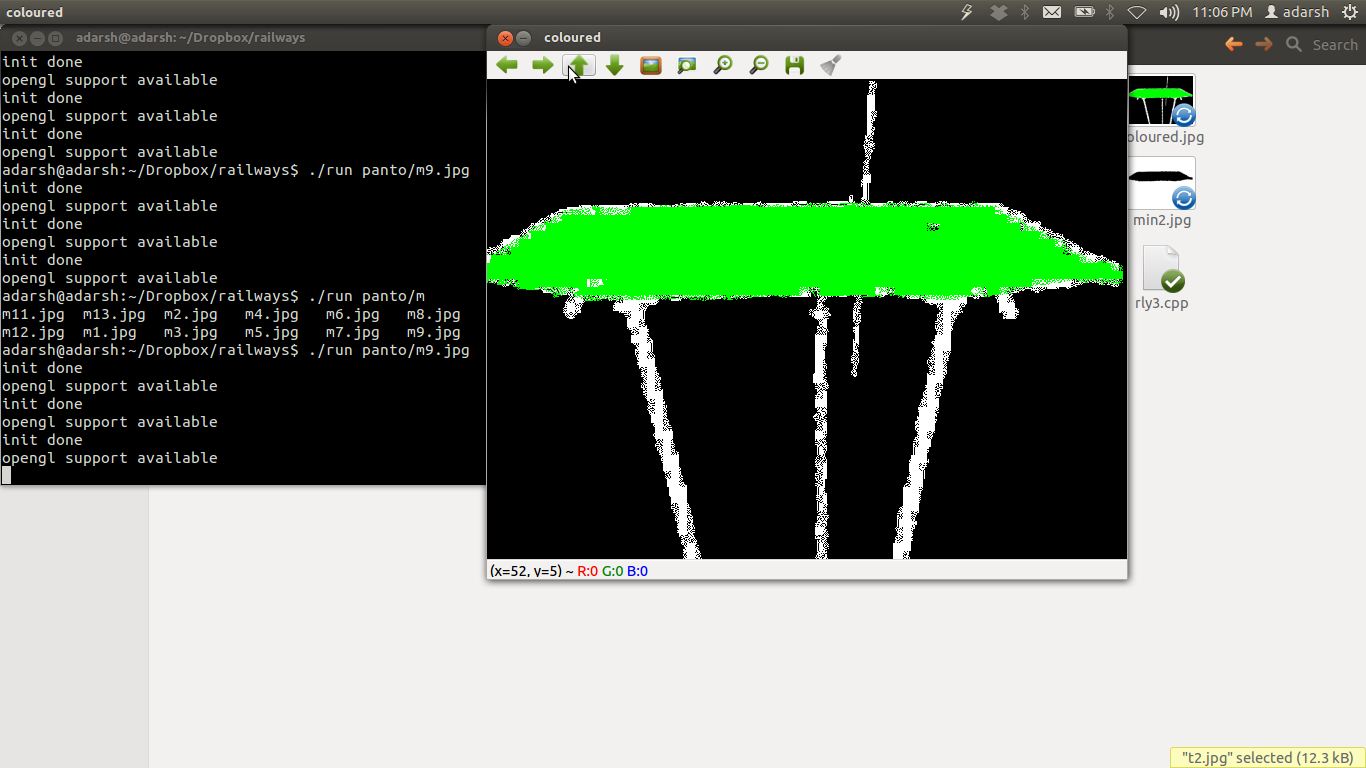 coloured
11:06 PM
adarsh
adarsh@adarsh: ~/Dropbox/railways
init done
opengl support available
init done
opengl support available
init done
opengl support available
adarsh@adarsh:~/Dropbox/railways$ ./run panto/m9.jpg
init done
opengl support available
init done
opengl support available
init done
opengl support available
adarsh@adarsh:~/Dropbox/railways$ ./run panto/m
m11.jpg  m13.jpg  m2.jpg   m4.jpg   m6.jpg   m8.jpg
m12.jpg  m1.jpg   m3.jpg   m5.jpg   m7.jpg   m9.jpg
adarsh@adarsh:~/Dropbox/railways$ ./run panto/m9.jpg
init done
opengl support available
init done
opengl support available
init done
opengl support available
coloured
(x=52, y=5) ~ R:0 G:0 B:0
Search
oloured.jpg
min2.jpg
rly3.cpp
"t2.jpg" selected (12.3 kB)